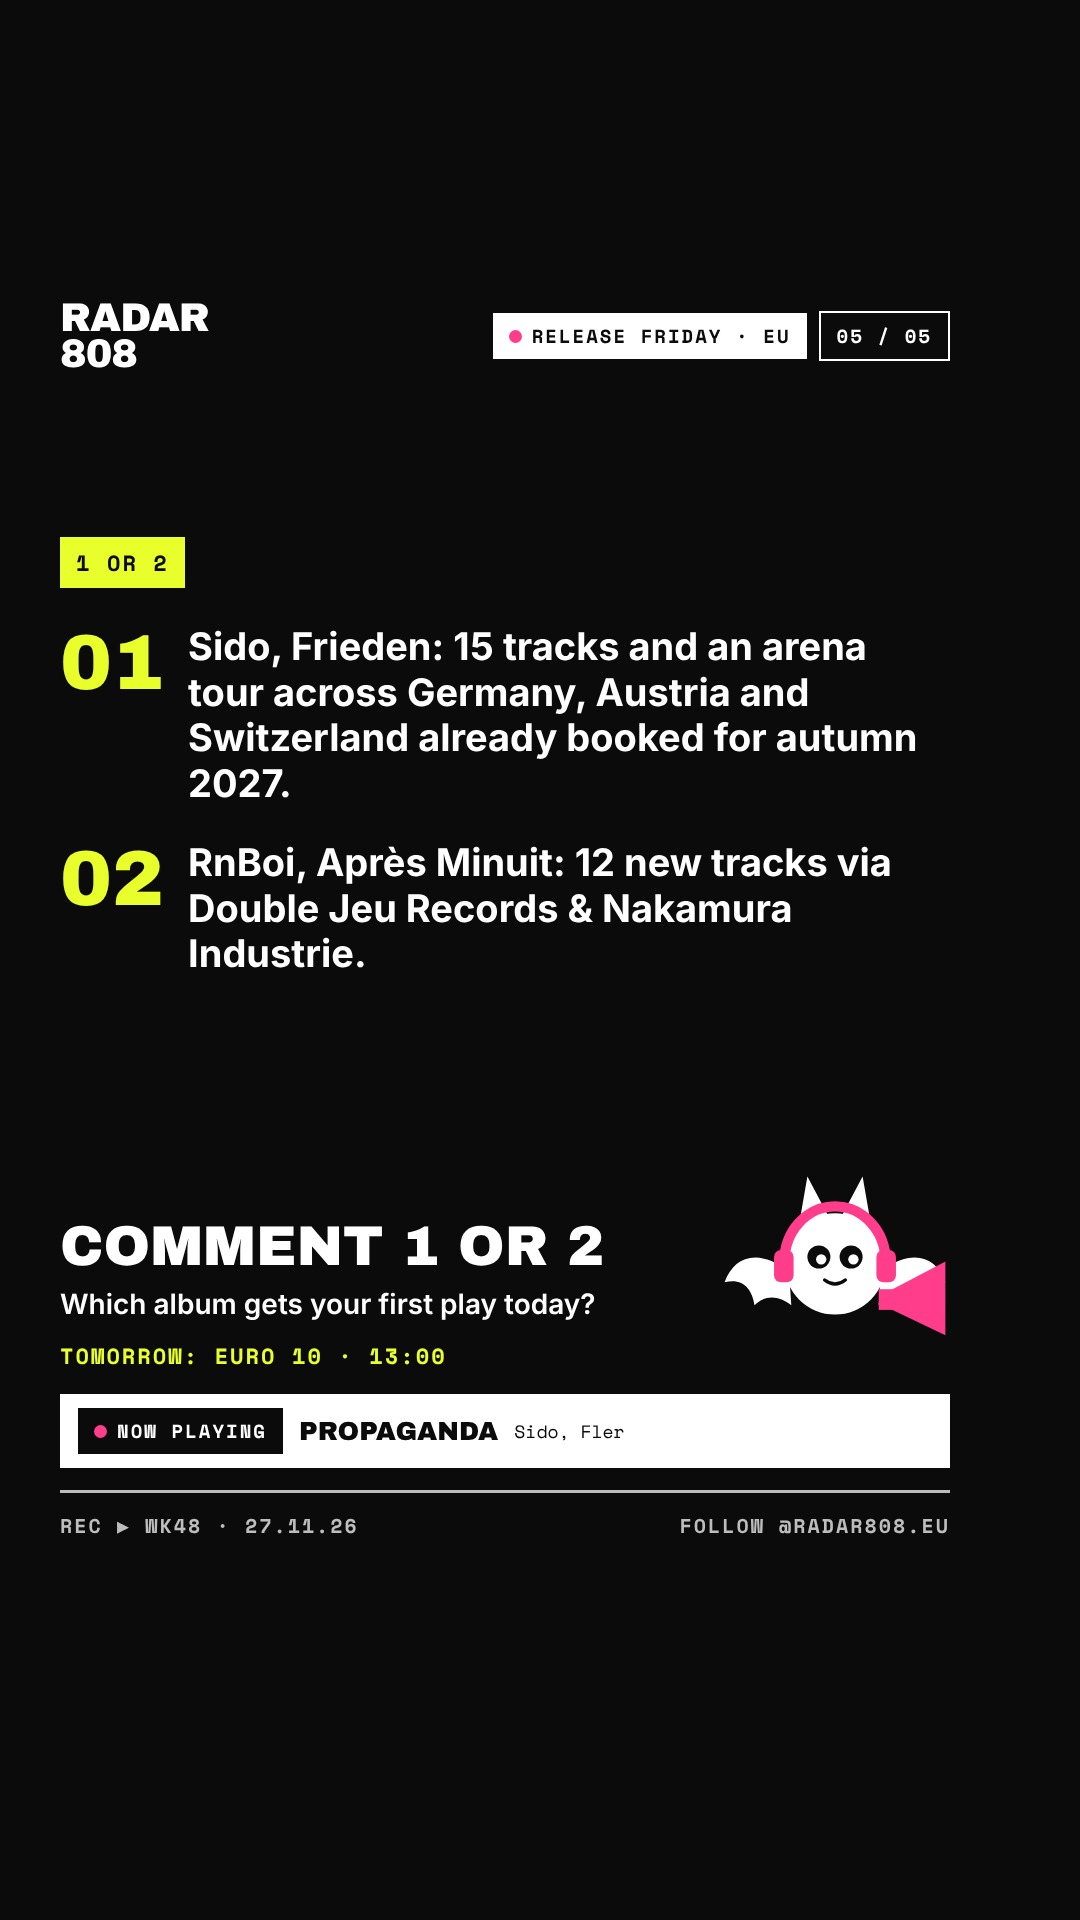 RADAR
808
RELEASE FRIDAY · EU
05 / 05
1 OR 2
01
Sido, Frieden: 15 tracks and an arena
tour across Germany, Austria and
Switzerland already booked for autumn
2027.
02
RnBoi, Après Minuit: 12 new tracks via
Double Jeu Records & Nakamura
Industrie.
COMMENT 1 OR 2
Which album gets your first play today?
TOMORROW: EURO 10 · 13:00
NOW PLAYING PROPAGANDA Sido, Fler
REC ▶ WK48 · 27.11.26
FOLLOW @RADAR808.EU